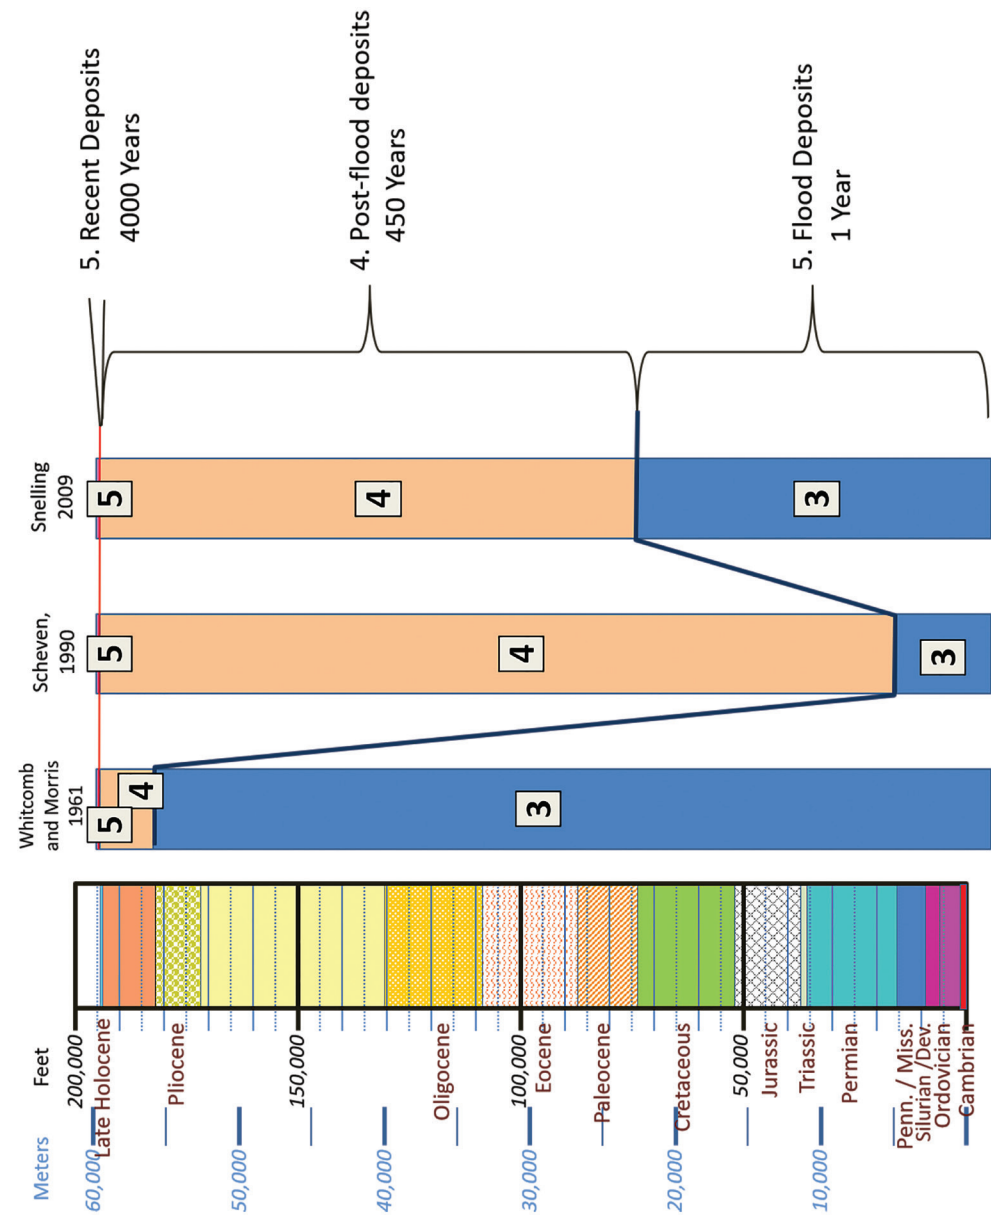 Meters
60,000
50,000
40,000
30,000
20,000
10,000
Feet
200,000
150,000
100,000
50,000
Late Holocene
Pliocene
Oligocene
Eocene
Paleocene
Cretaceous
Jurassic
Triassic
Permian
Penn. / Miss.
Silurian /Dev.
Ordovician
Cambrian
Whitcomb
and Morris
1961
5
4
3
Scheven,
1990
5
4
3
Snelling
2009
5
4
3
5. Recent Deposits
4000 Years
4. Post-flood deposits
450 Years
5. Flood Deposits
1 Year